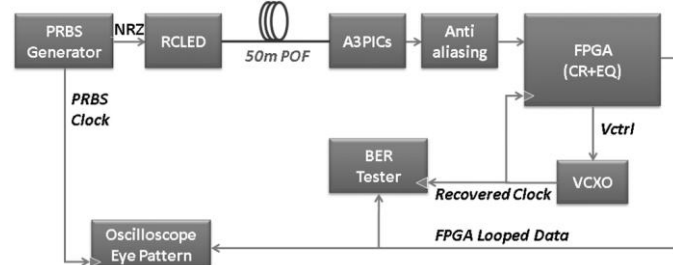 PRBS
Generator
NRZ
RCLED
50m POF
A3PICs
Anti
aliasing
FPGA
(CR+EQ)
PRBS
Clock
Vctrl
BER
Tester
Recovered Clock
VCXO
Oscilloscope
Eye Pattern
FPGA Looped Data